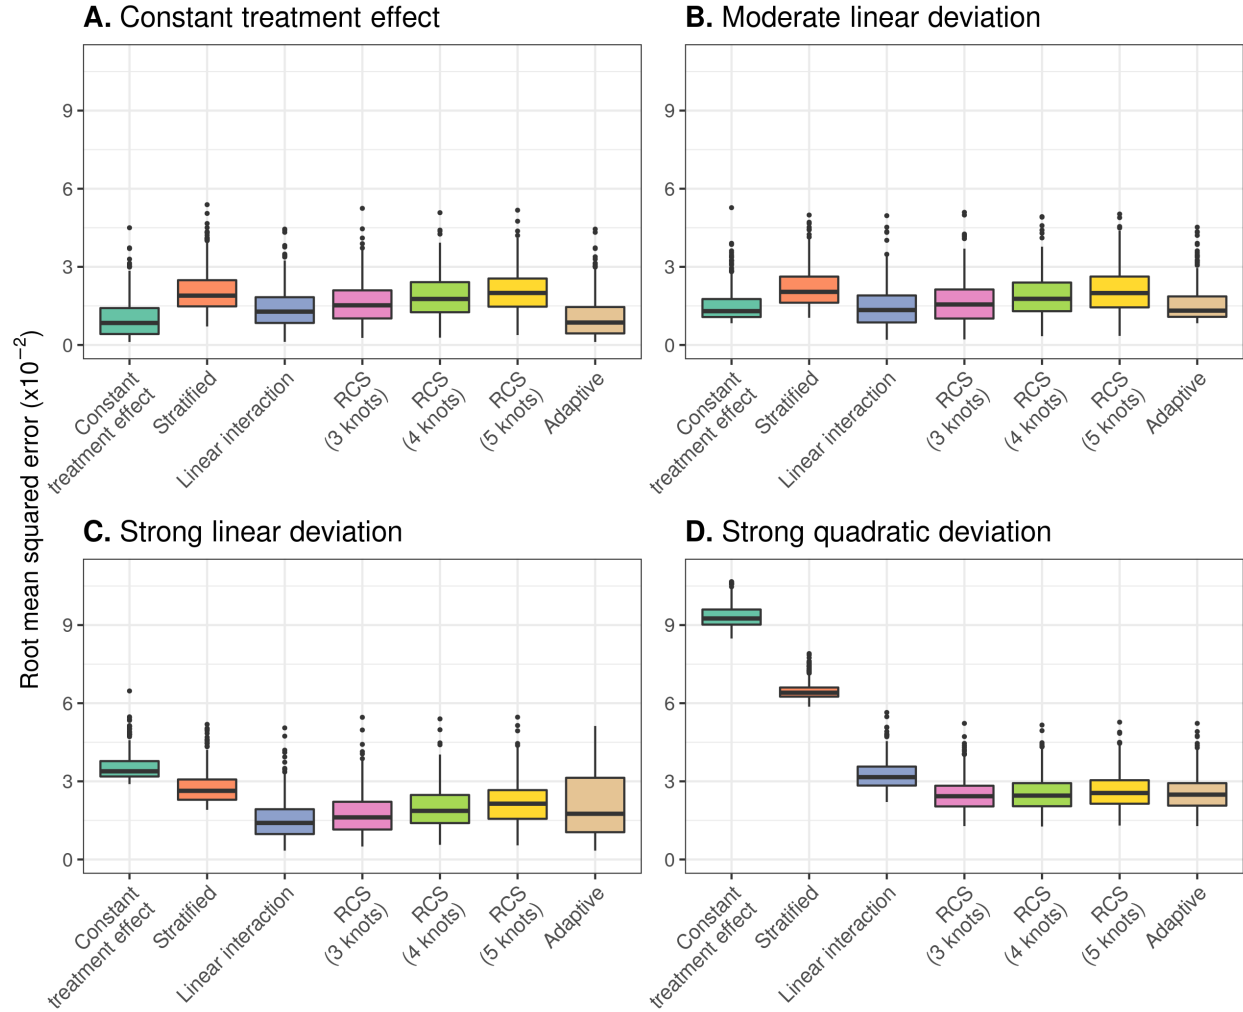 A. Constant treatment effect
9
6
3
0
Constant
treatment effect
Stratified
Linear interaction
RCS
(3 knots)
RCS
(4 knots)
RCS
(5 knots)
Adaptive
B. Moderate linear deviation
9
6
3
0
Constant
treatment effect
Stratified
Linear interaction
RCS
(3 knots)
RCS
(4 knots)
RCS
(5 knots)
Adaptive
Root mean squared error (x10⁻²)
C. Strong linear deviation
9
6
3
0
Constant
treatment effect
Stratified
Linear interaction
RCS
(3 knots)
RCS
(4 knots)
RCS
(5 knots)
Adaptive
D. Strong quadratic deviation
9
6
3
0
Constant
treatment effect
Stratified
Linear interaction
RCS
(3 knots)
RCS
(4 knots)
RCS
(5 knots)
Adaptive